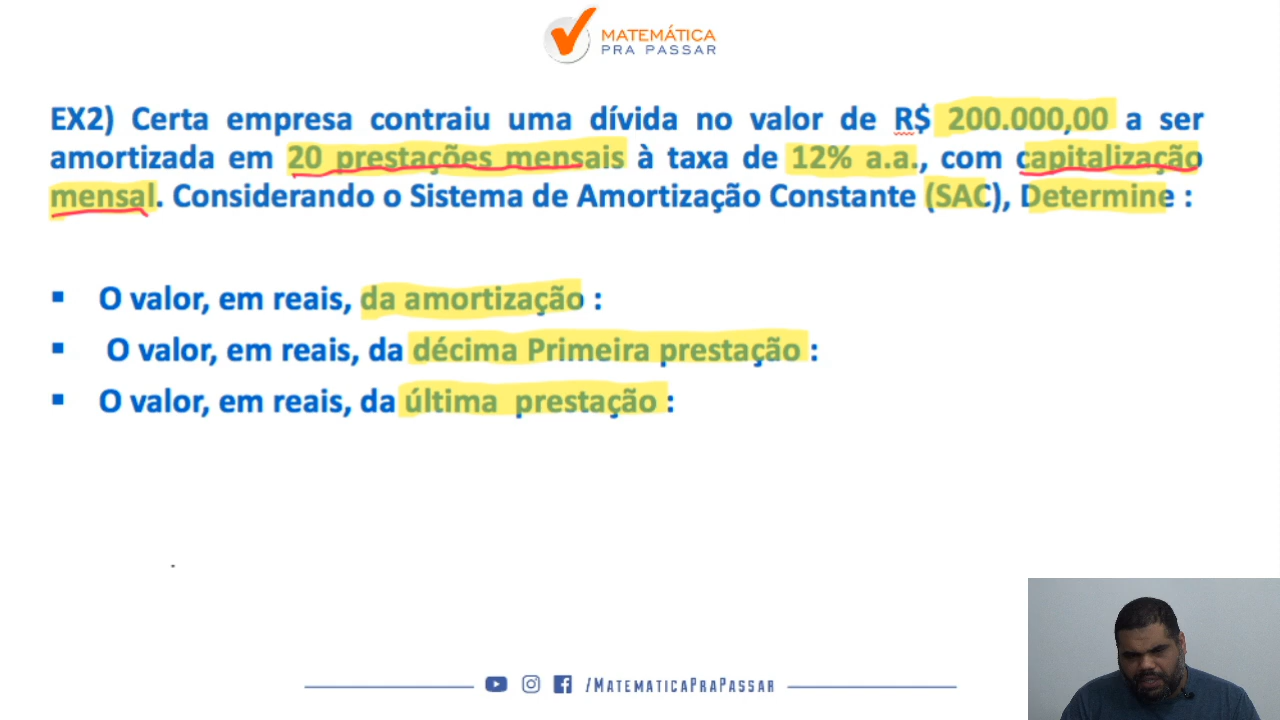 MATEMÁTICA
PRA PASSAR
EX2) Certa empresa contraiu uma dívida no valor de R$ 200.000,00 a ser
amortizada em 20 prestações mensais à taxa de 12% a.a., com capitalização
mensal. Considerando o Sistema de Amortização Constante (SAC), Determine :
▪ O valor, em reais, da amortização :
▪ O valor, em reais, da décima Primeira prestação :
▪ O valor, em reais, da última prestação :
/MATEMATICAPRAPASSAR